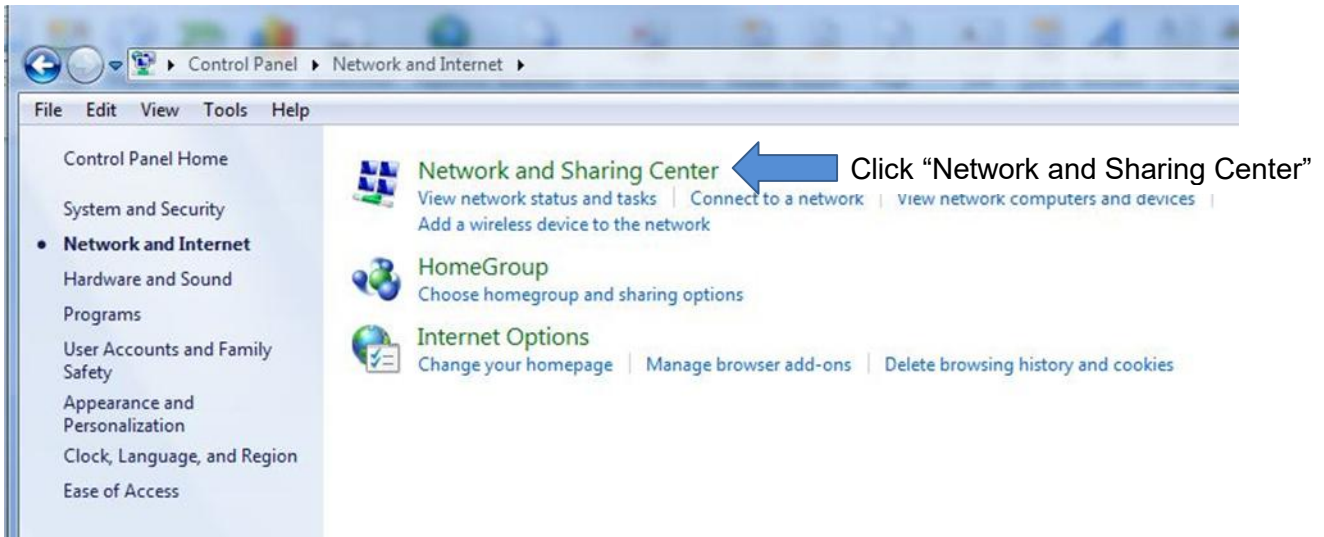 Control Panel ▸ Network and Internet ▸
File Edit View Tools Help
Control Panel Home
System and Security
• Network and Internet
Hardware and Sound
Programs
User Accounts and Family
Safety
Appearance and
Personalization
Clock, Language, and Region
Ease of Access
Network and Sharing Center
Click “Network and Sharing Center”
View network status and tasks | Connect to a network | View network computers and devices |
Add a wireless device to the network
HomeGroup
Choose homegroup and sharing options
Internet Options
Change your homepage | Manage browser add-ons | Delete browsing history and cookies